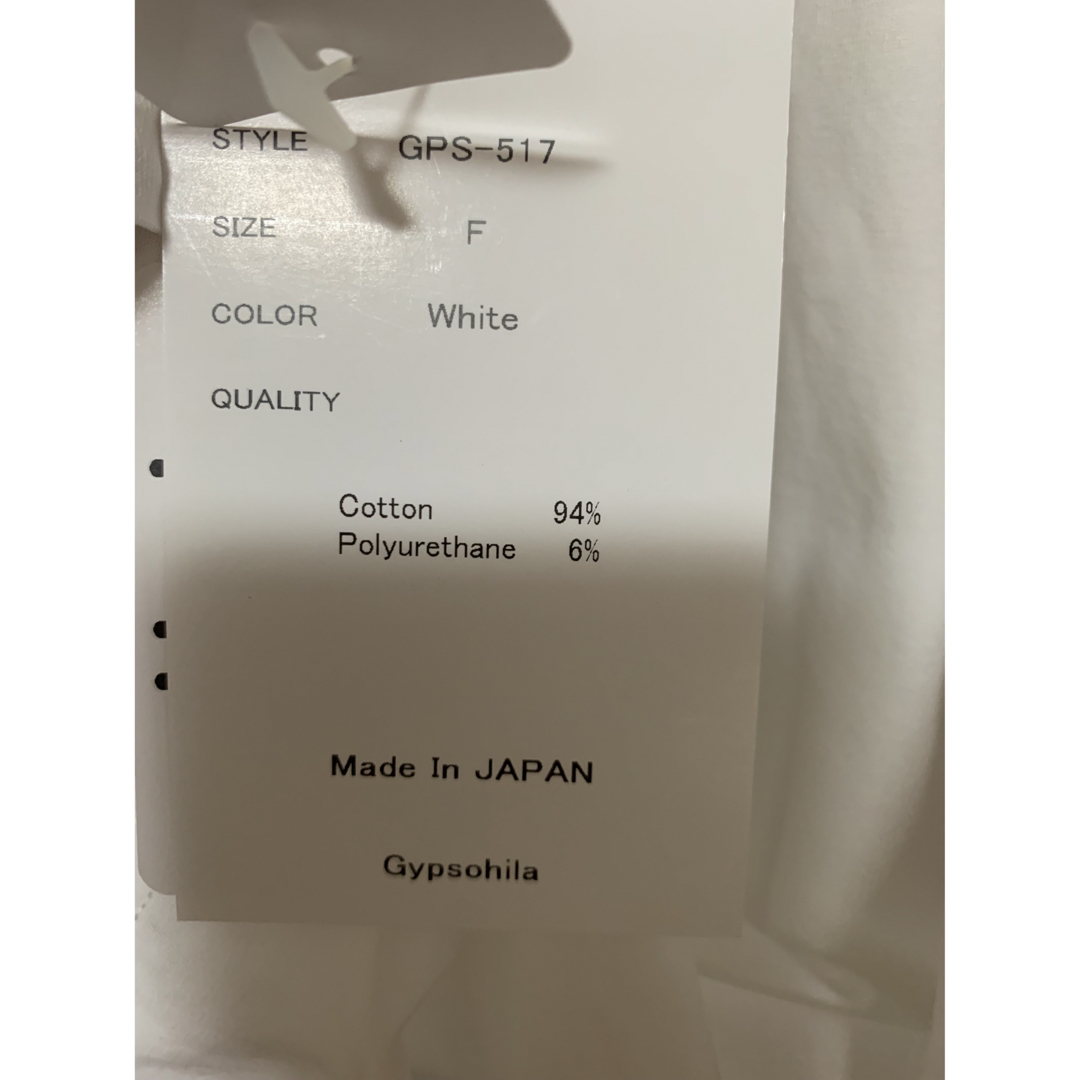 STYLE GPS-517
SIZE F
COLOR White
QUALITY
Cotton 94%
Polyurethane 6%
Made In JAPAN
Gypsohila